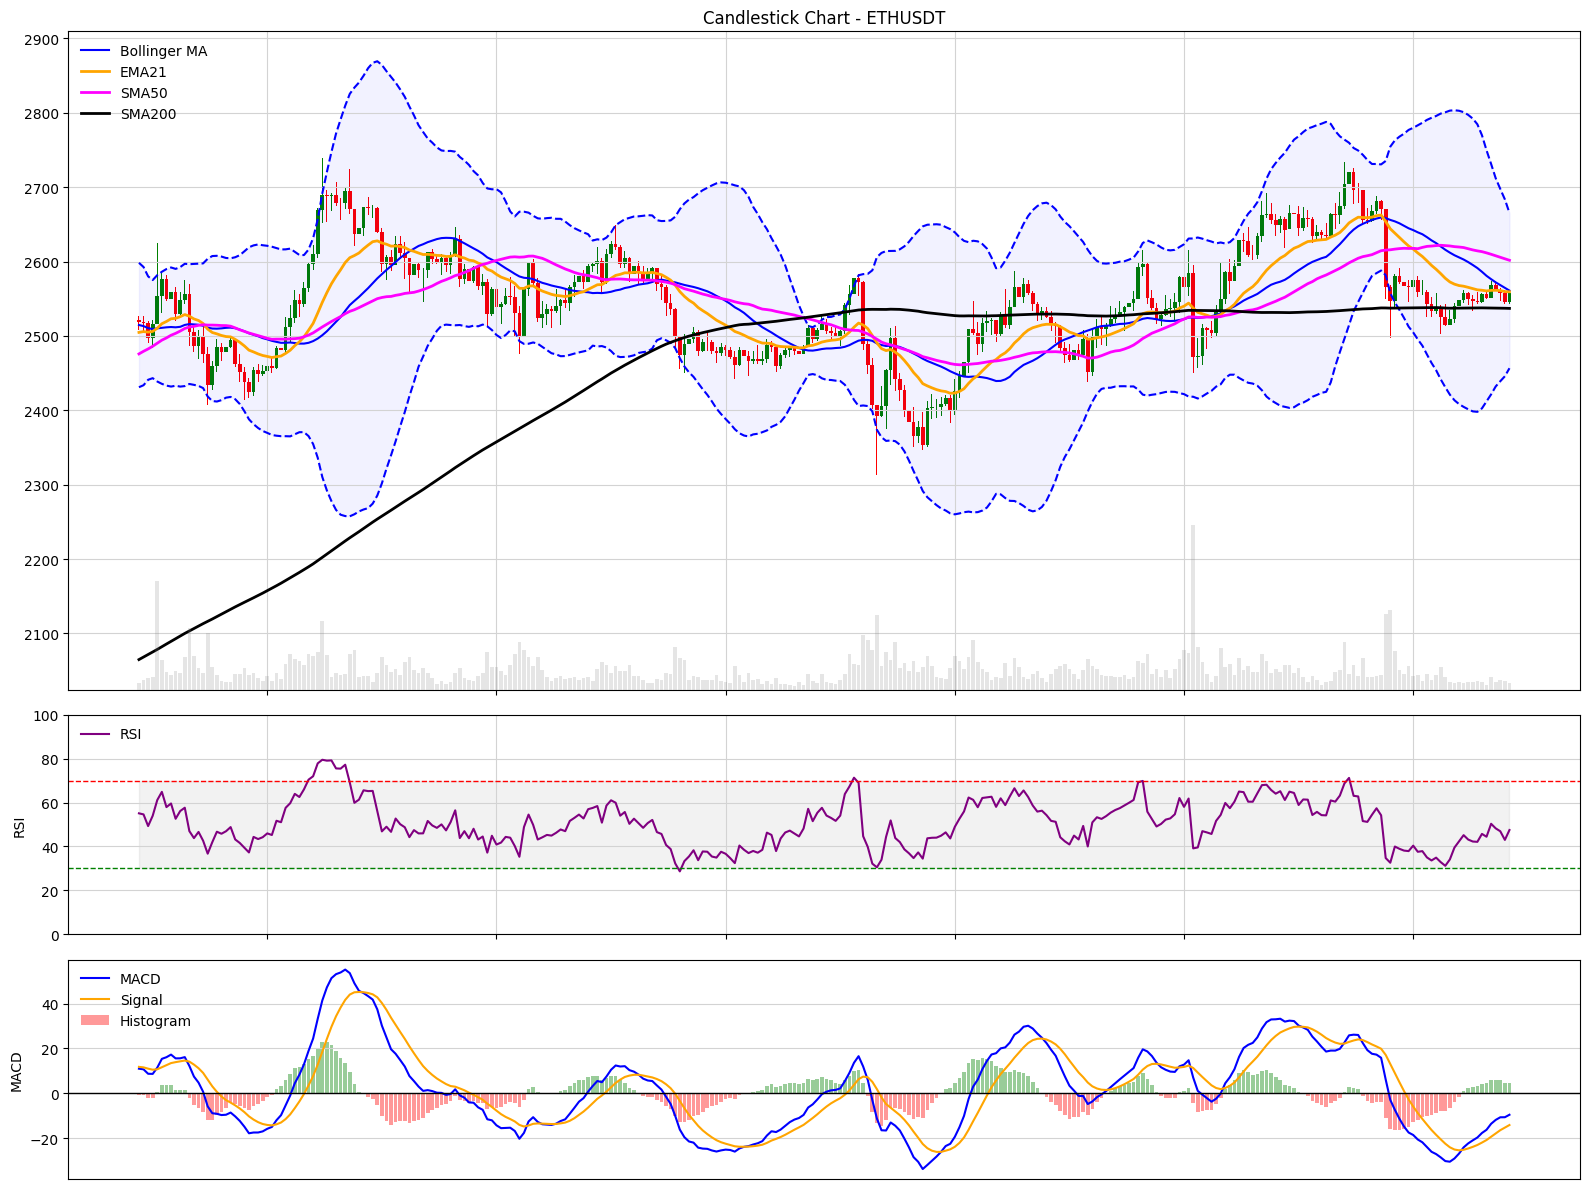 Candlestick Chart - ETHUSDT
2900
2800
2700
2600
2500
2400
2300
2200
2100
Bollinger MA
EMA21
SMA50
SMA200
100
80
60
40
20
0
RSI
RSI
40
20
0
−20
MACD
MACD
Signal
Histogram